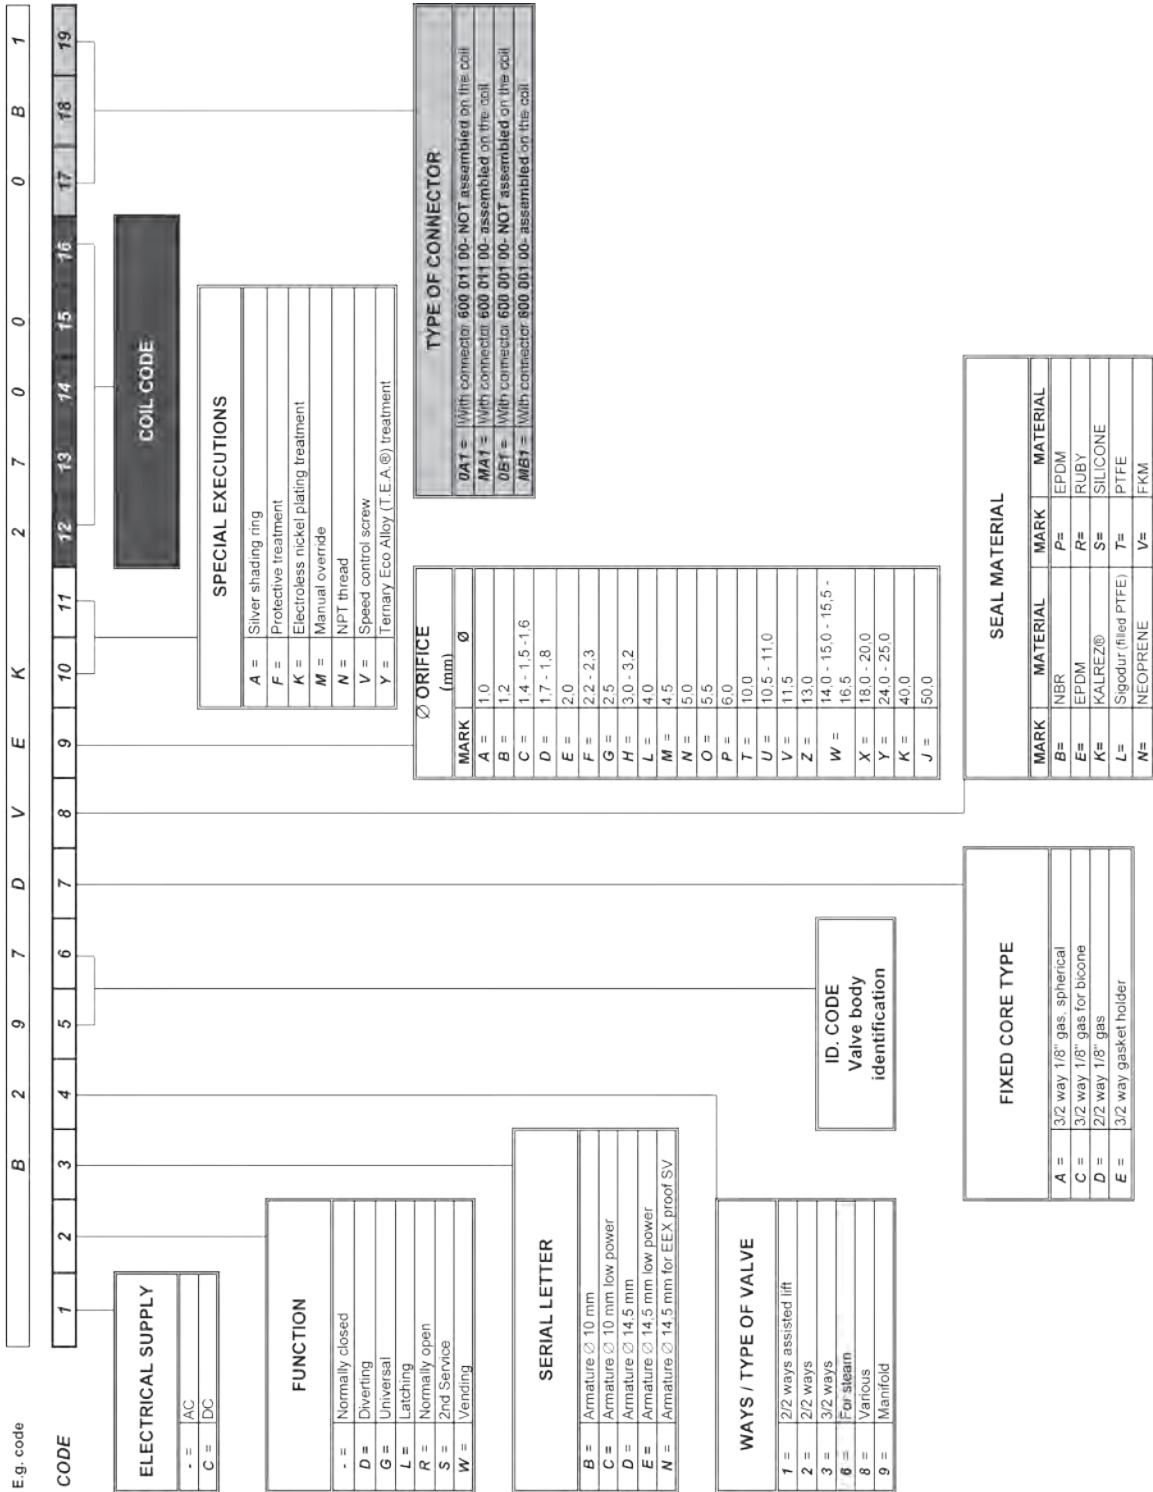 E.g. code B 2 9 7 D V E K 2 7 0 0 0 B 1
CODE 1 2 3 4 5 6 7 8 9 10 11 12 13 14 15 16 17 18 19
ELECTRICAL SUPPLY
- = AC
C = DC
FUNCTION
- = Normally closed
D = Diverting
G = Universal
L = Latching
R = Normally open
S = 2nd Service
W = Vending
SERIAL LETTER
B = Armature ∅ 10 mm
C = Armature ∅ 10 mm low power
D = Armature ∅ 14,5 mm
E = Armature ∅ 14,5 mm low power
N = Armature ∅ 14,5 mm for EEX proof SV
WAYS / TYPE OF VALVE
1 = 2/2 ways assisted lift
2 = 2/2 ways
3 = 3/2 ways
6 = For steam
8 = Various
9 = Manifold
ID. CODE
Valve body
identification
FIXED CORE TYPE
A = 3/2 way 1/8" gas, spherical
C = 3/2 way 1/8" gas for bicone
D = 2/2 way 1/8" gas
E = 3/2 way gasket holder
SEAL MATERIAL
MARK MATERIAL MARK MATERIAL
B= NBR P= EPDM
E= EPDM R= RUBY
K= KALREZ® S= SILICONE
L= Sigodur (filled PTFE) T= PTFE
N= NEOPRENE V= FKM
∅ ORIFICE
(mm)
MARK ∅
A = 1,0
B = 1,2
C = 1,4 - 1,5 -1,6
D = 1,7 - 1,8
E = 2,0
F = 2,2 - 2,3
G = 2,5
H = 3,0 - 3,2
L = 4,0
M = 4,5
N = 5,0
O = 5,5
P = 6,0
T = 10,0
U = 10,5 - 11,0
V = 11,5
Z = 13,0
W = 14,0 - 15,0 - 15,5 -
16,5
X = 18,0 - 20,0
Y = 24,0 - 25,0
K = 40,0
J = 50,0
SPECIAL EXECUTIONS
A = Silver shading ring
F = Protective treatment
K = Electroless nickel plating treatment
M = Manual override
N = NPT thread
V = Speed control screw
Y = Ternary Eco Alloy (T.E.A.®) treatment
COIL CODE
TYPE OF CONNECTOR
0A1 = With connector 600 011 00- NOT assembled on the coil
MA1 = With connector 600 011 00- assembled on the coil
0B1 = With connector 600 001 00- NOT assembled on the coil
MB1 = With connector 600 001 00- assembled on the coil